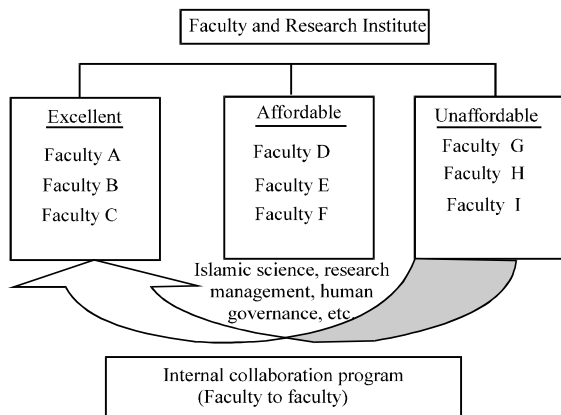 Faculty and Research Institute
Excellent
Faculty A
Faculty B
Faculty C
Affordable
Faculty D
Faculty E
Faculty F
Unaffordable
Faculty G
Faculty H
Faculty I
Islamic science, research
management, human
governance, etc.
Internal collaboration program
(Faculty to faculty)